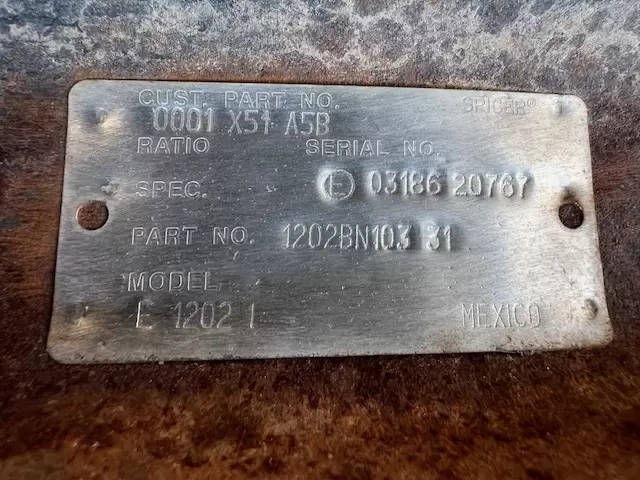 CUST. PART NO. SPICER®
0001 X51 A5B
RATIO SERIAL NO.
SPEC. E 03186 20767
PART NO. 1202BN103 31
MODEL
E 1202 I MEXICO